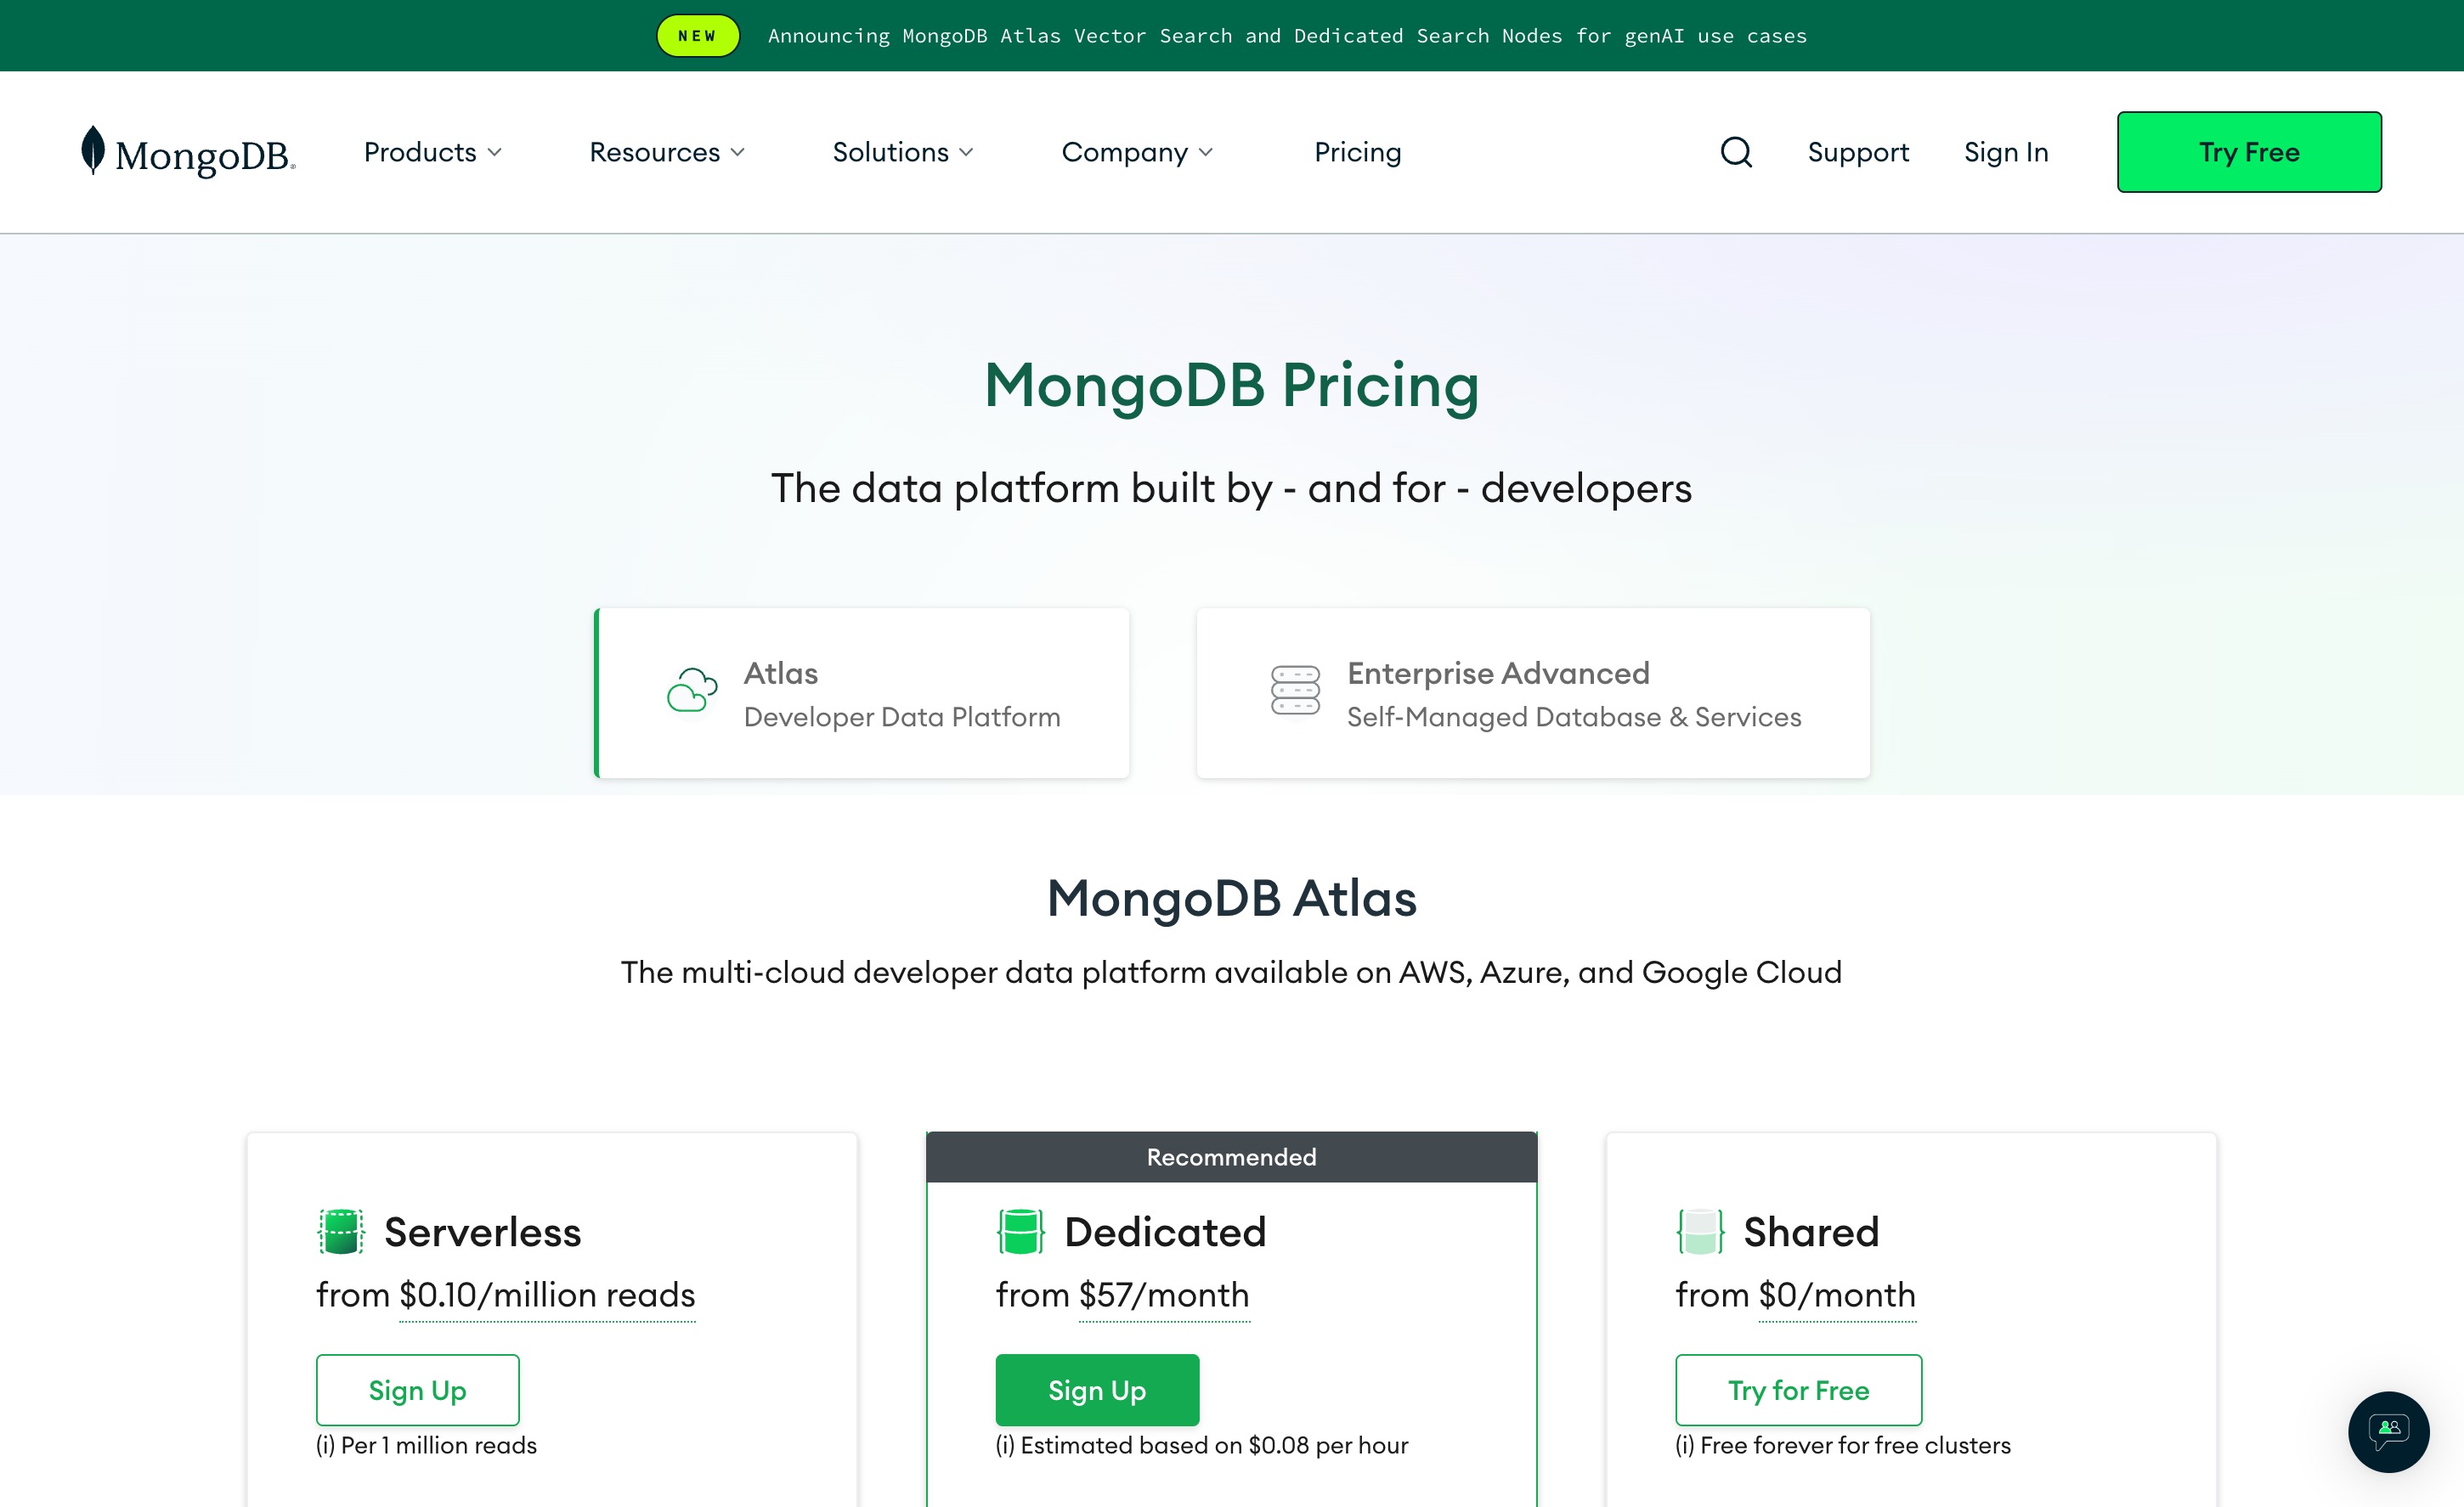 NEW Announcing MongoDB Atlas Vector Search and Dedicated Search Nodes for genAI use cases
MongoDB®
Products
Resources
Solutions
Company
Pricing
Support
Sign In
Try Free
MongoDB Pricing
The data platform built by - and for - developers
Atlas
Developer Data Platform
Enterprise Advanced
Self-Managed Database & Services
MongoDB Atlas
The multi-cloud developer data platform available on AWS, Azure, and Google Cloud
Serverless
from $0.10/million reads
Sign Up
(i) Per 1 million reads
Recommended
Dedicated
from $57/month
Sign Up
(i) Estimated based on $0.08 per hour
Shared
from $0/month
Try for Free
(i) Free forever for free clusters